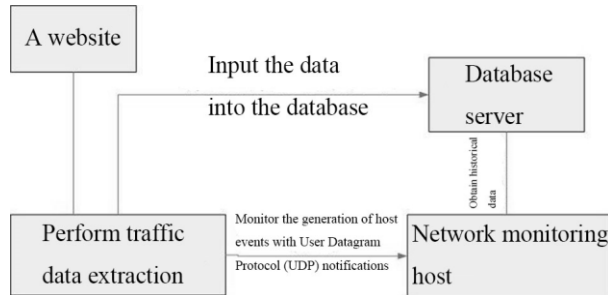 A website
Input the data
into the database
Database
server
Obtain historical
data
Perform traffic
data extraction
Monitor the generation of host
events with User Datagram
Protocol (UDP) notifications
Network monitoring
host